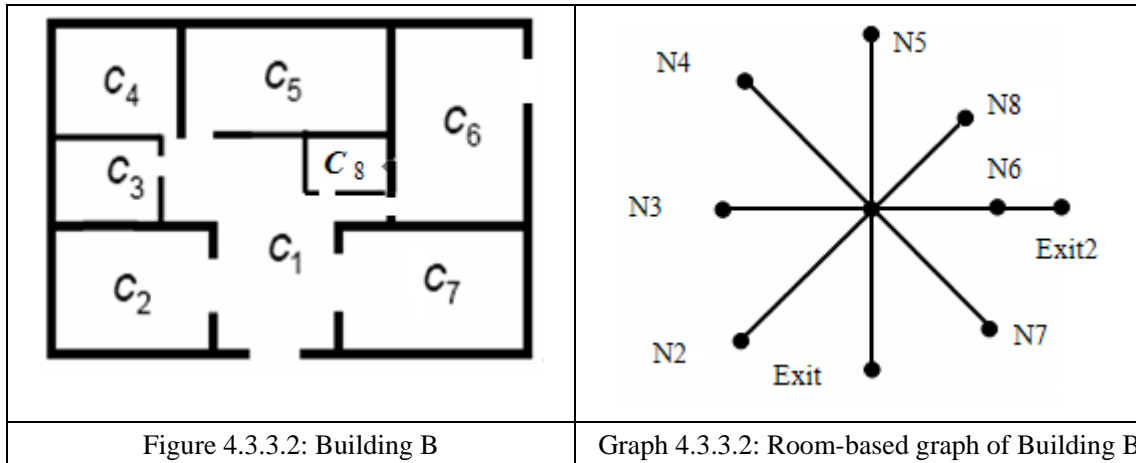 C4
C5
C6
C3
C 8
C2
C1
C7
N5
N4
N8
N6
N3
Exit2
N7
N2
Exit
Figure 4.3.3.2: Building B
Graph 4.3.3.2: Room-based graph of Building B